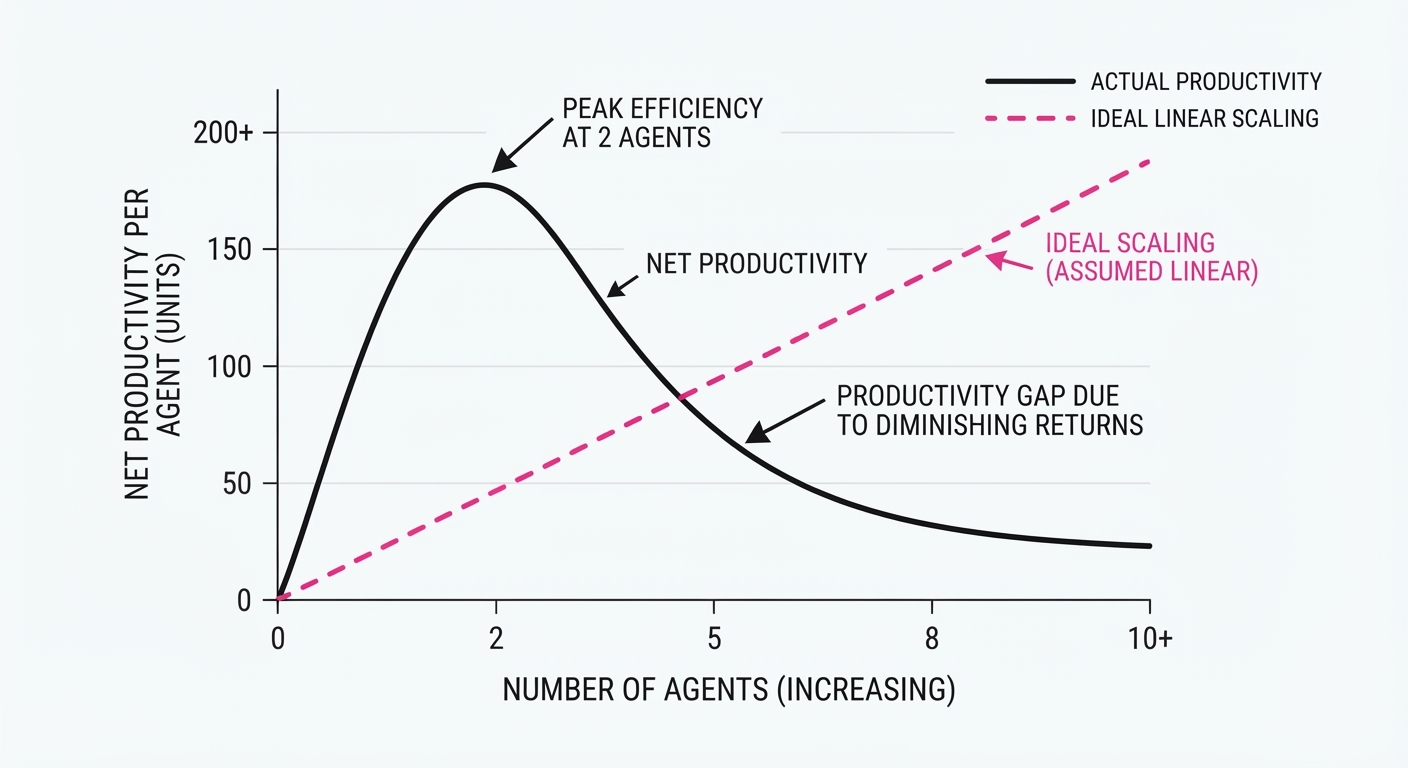 ACTUAL PRODUCTIVITY
IDEAL LINEAR SCALING
PEAK EFFICIENCY
AT 2 AGENTS
200+
150
100
50
0
NET PRODUCTIVITY PER
AGENT (UNITS)
NET PRODUCTIVITY
IDEAL SCALING
(ASSUMED LINEAR)
PRODUCTIVITY GAP DUE
TO DIMINISHING RETURNS
0
2
5
8
10+
NUMBER OF AGENTS (INCREASING)